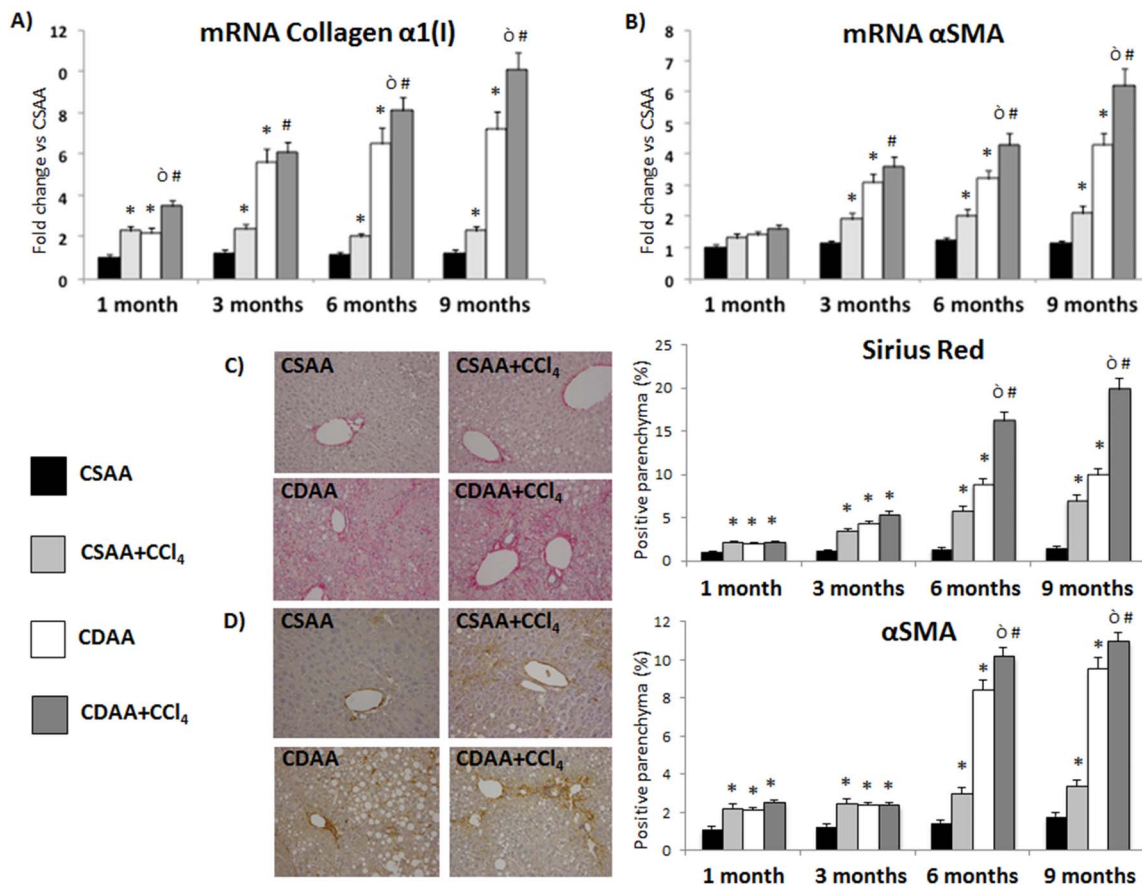 A)
mRNA Collagen α1(I)
Fold change vs CSAA
12
0
8
6
4
2
0
* * Ò #
* * #
* * Ò #
* * Ò #
1 month 3 months 6 months 9 months
B)
mRNA αSMA
Fold change vs CSAA
8
7
6
5
4
3
2
1
0
* * #
* * Ò #
* * Ò #
1 month 3 months 6 months 9 months
CSAA
CSAA+CCl₄
CDAA
CDAA+CCl₄
C)
CSAA CSAA+CCl₄
CDAA CDAA+CCl₄
Sirius Red
Positive parenchyma (%)
25
20
15
10
5
0
* * *
* * *
* * Ò #
* * Ò #
1 month 3 months 6 months 9 months
D)
CSAA CSAA+CCl₄
CDAA CDAA+CCl₄
αSMA
Positive parenchyma (%)
12
10
8
6
4
2
0
* * *
* * *
* * Ò #
* * Ò #
1 month 3 months 6 months 9 months